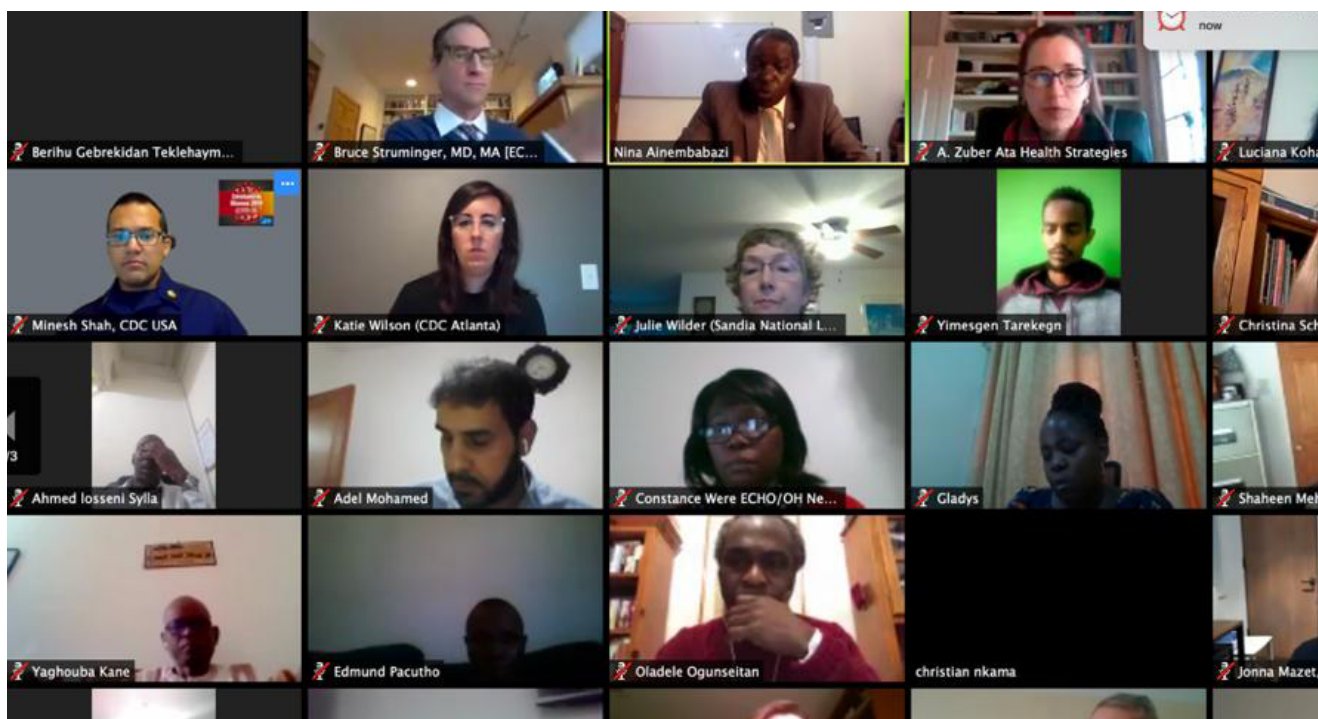 now
Berihu Gebrekidan Teklehaym...
Bruce Struminger, MD, MA [EC...
Nina Ainembabazi
A. Zuber Ata Health Strategies
Luciana Koha
Minesh Shah, CDC USA
Katie Wilson (CDC Atlanta)
Julie Wilder (Sandia National L...
Yimesgen Tarekegn
Christina Sch
/3
Ahmed Iosseni Sylla
Adel Mohamed
Constance Were ECHO/OH Ne...
Gladys
Shaheen Meh
Yaghouba Kane
Edmund Pacutho
Oladele Ogunseitan
christian nkama
Jonna Mazet,